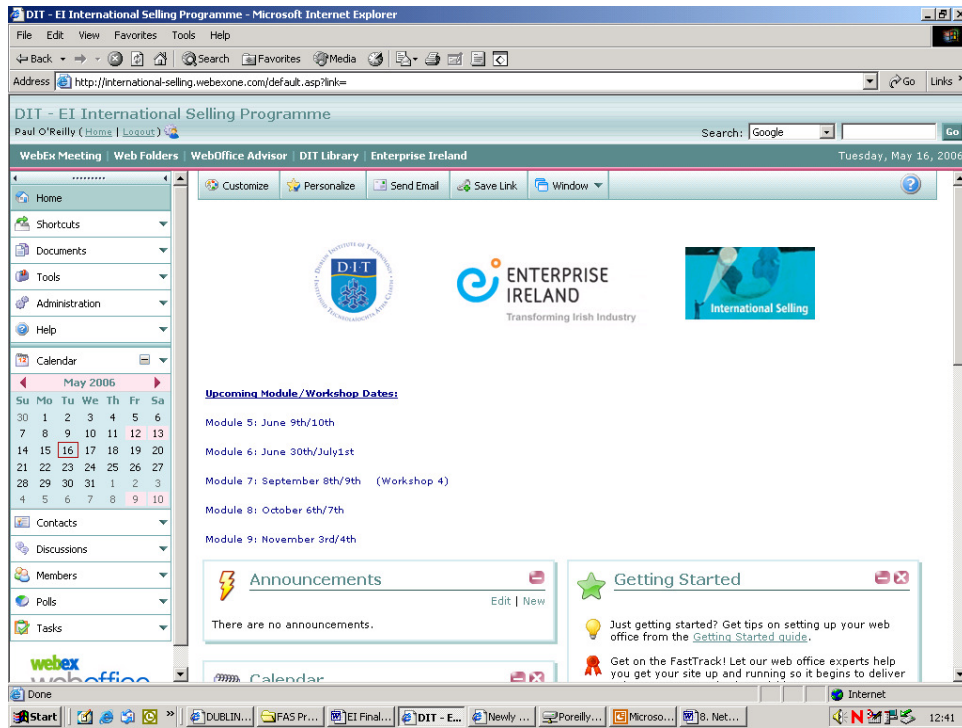 DIT - EI International Selling Programme - Microsoft Internet Explorer
File Edit View Favorites Tools Help
Back Search Favorites Media
Address http://international-selling.webexone.com/default.asp?link= Go Links »
DIT - EI International Selling Programme
Paul O'Reilly ( Home | Logout ) Search: Google Go
WebEx Meeting | Web Folders | WebOffice Advisor | DIT Library | Enterprise Ireland Tuesday, May 16, 2006
Customize Personalize Send Email Save Link Window
Home
Shortcuts
Documents
Tools
Administration
Help
Calendar
May 2006
Su Mo Tu We Th Fr Sa
30 1 2 3 4 5 6
7 8 9 10 11 12 13
14 15 16 17 18 19 20
21 22 23 24 25 26 27
28 29 30 31 1 2 3
4 5 6 7 8 9 10
Contacts
Discussions
Members
Polls
Tasks
webex
weboffice
D·I·T
ENTERPRISE
IRELAND
Transforming Irish Industry
International Selling
Upcoming Module/Workshop Dates:
Module 5: June 9th/10th
Module 6: June 30th/July1st
Module 7: September 8th/9th (Workshop 4)
Module 8: October 6th/7th
Module 9: November 3rd/4th
Announcements
Edit | New
There are no announcements.
Calendar
Getting Started
Just getting started? Get tips on setting up your web
office from the Getting Started guide.
Get on the FastTrack! Let our web office experts help
you get your site up and running so it begins to deliver
Done Internet
Start » DUBLIN... FAS Pr... EI Final... DIT - E... Newly ... Poreilly... Microso... 8. Net... 12:41